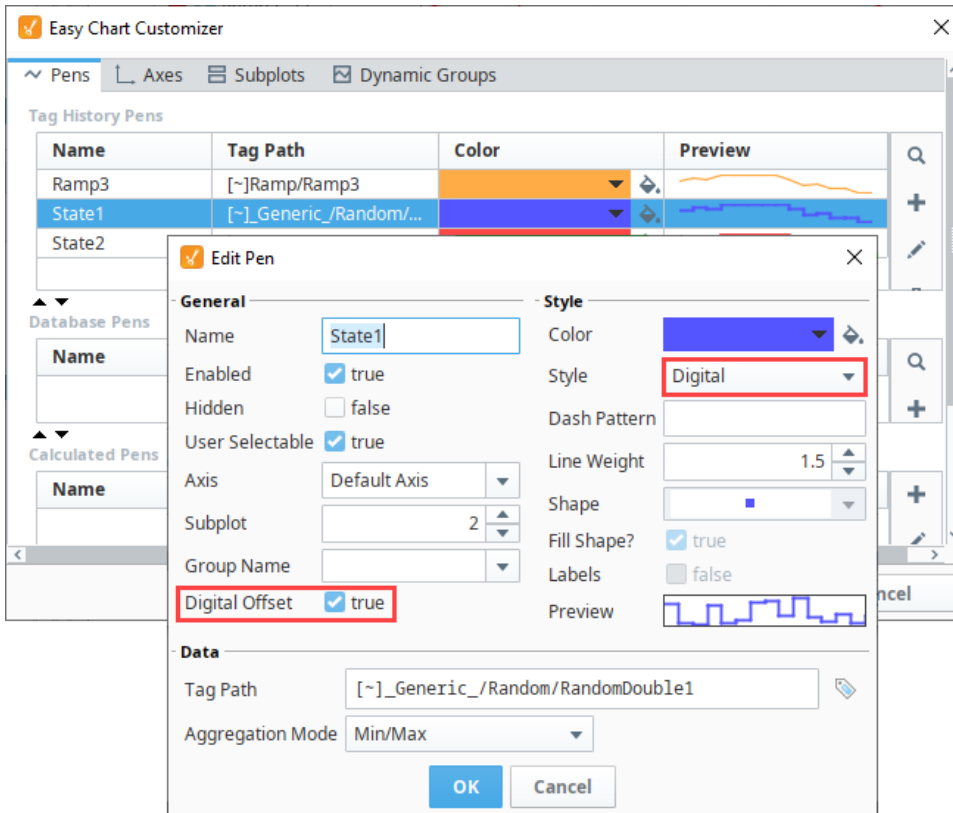 Easy Chart Customizer
Pens Axes Subplots Dynamic Groups
Tag History Pens
Name Tag Path Color Preview
Ramp3 [~]Ramp/Ramp3
State1 [~]_Generic_/Random/...
State2
Database Pens
Name
Calculated Pens
Name
ncel
Edit Pen
General
Name State1
Enabled true
Hidden false
User Selectable true
Axis Default Axis
Subplot 2
Group Name
Digital Offset true
Style
Color
Style Digital
Dash Pattern
Line Weight 1.5
Shape
Fill Shape? true
Labels false
Preview
Data
Tag Path [~]_Generic_/Random/RandomDouble1
Aggregation Mode Min/Max
OK Cancel